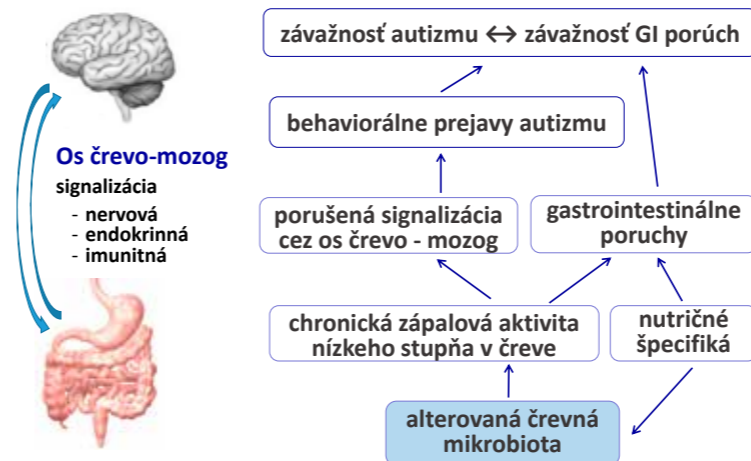 závažnosť autizmu ↔ závažnosť GI porúch
behaviorálne prejavy autizmu
Os črevo-mozog
signalizácia
- nervová
- endokrinná
- imunitná
porušená signalizácia
cez os črevo - mozog
gastrointestinálne
poruchy
chronická zápalová aktivita
nízkeho stupňa v čreve
nutričné
špecifiká
alterovaná črevná
mikrobiota